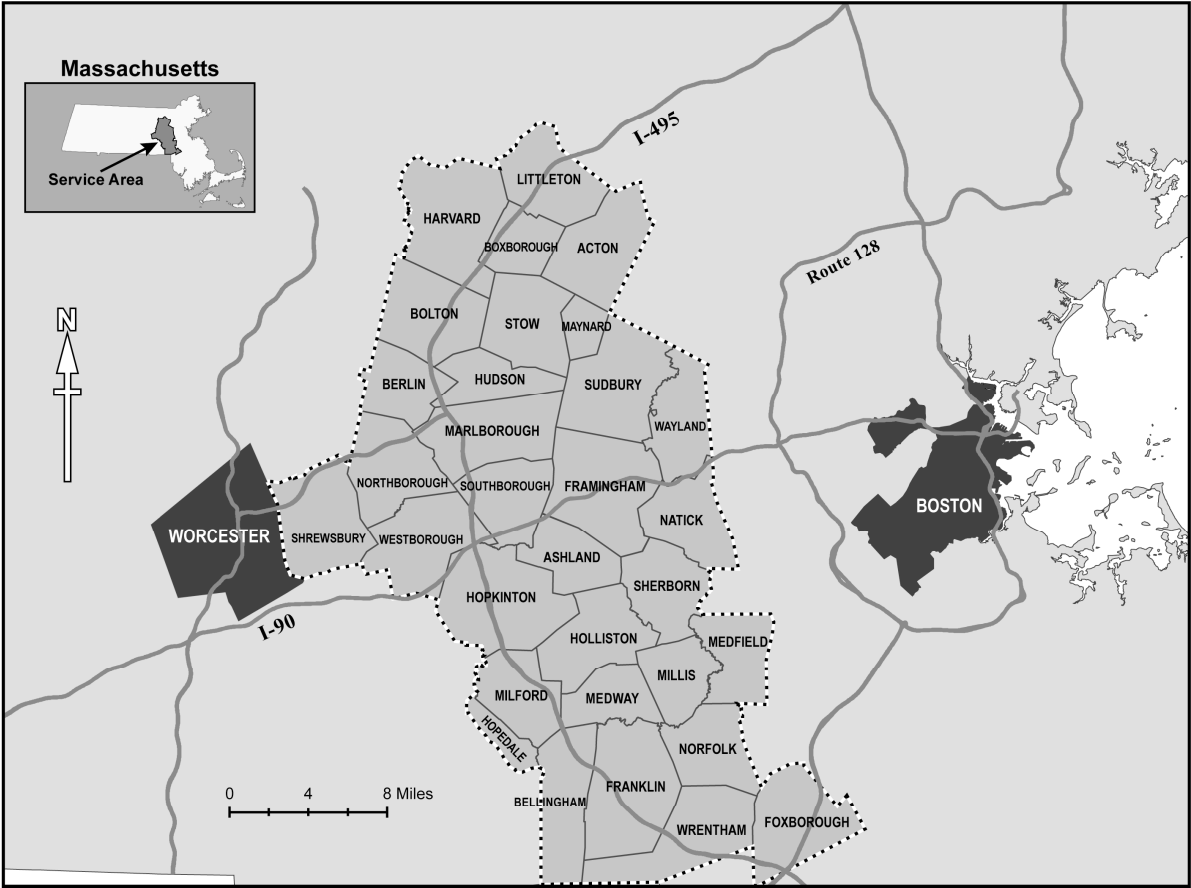 Massachusetts
Service Area
N
I-495
Route 128
I-90
LITTLETON
HARVARD
BOXBOROUGH
ACTON
BOLTON
STOW
MAYNARD
BERLIN
HUDSON
SUDBURY
MARLBOROUGH
WAYLAND
NORTHBOROUGH
SOUTHBOROUGH
FRAMINGHAM
WORCESTER
SHREWSBURY
WESTBOROUGH
NATICK
BOSTON
ASHLAND
SHERBORN
HOPKINTON
HOLLISTON
MEDFIELD
MILLIS
MILFORD
MEDWAY
HOPEDALE
NORFOLK
FRANKLIN
BELLINGHAM
WRENTHAM
FOXBOROUGH
0 4 8 Miles